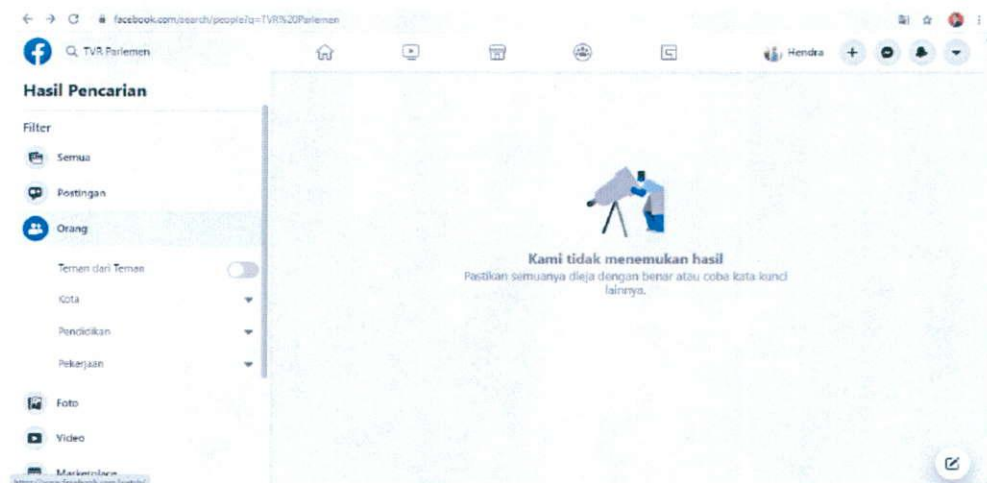 facebook.com/search/people/?q=TVR%20Parlemen
TVR Parlemen
Hendra
Hasil Pencarian
Filter
Semua
Postingan
Orang
Teman dari Teman
Kota
Pendidikan
Pekerjaan
Foto
Video
Marketplace
Kami tidak menemukan hasil
Pastikan semuanya dieja dengan benar atau coba kata kunci
lainnya.